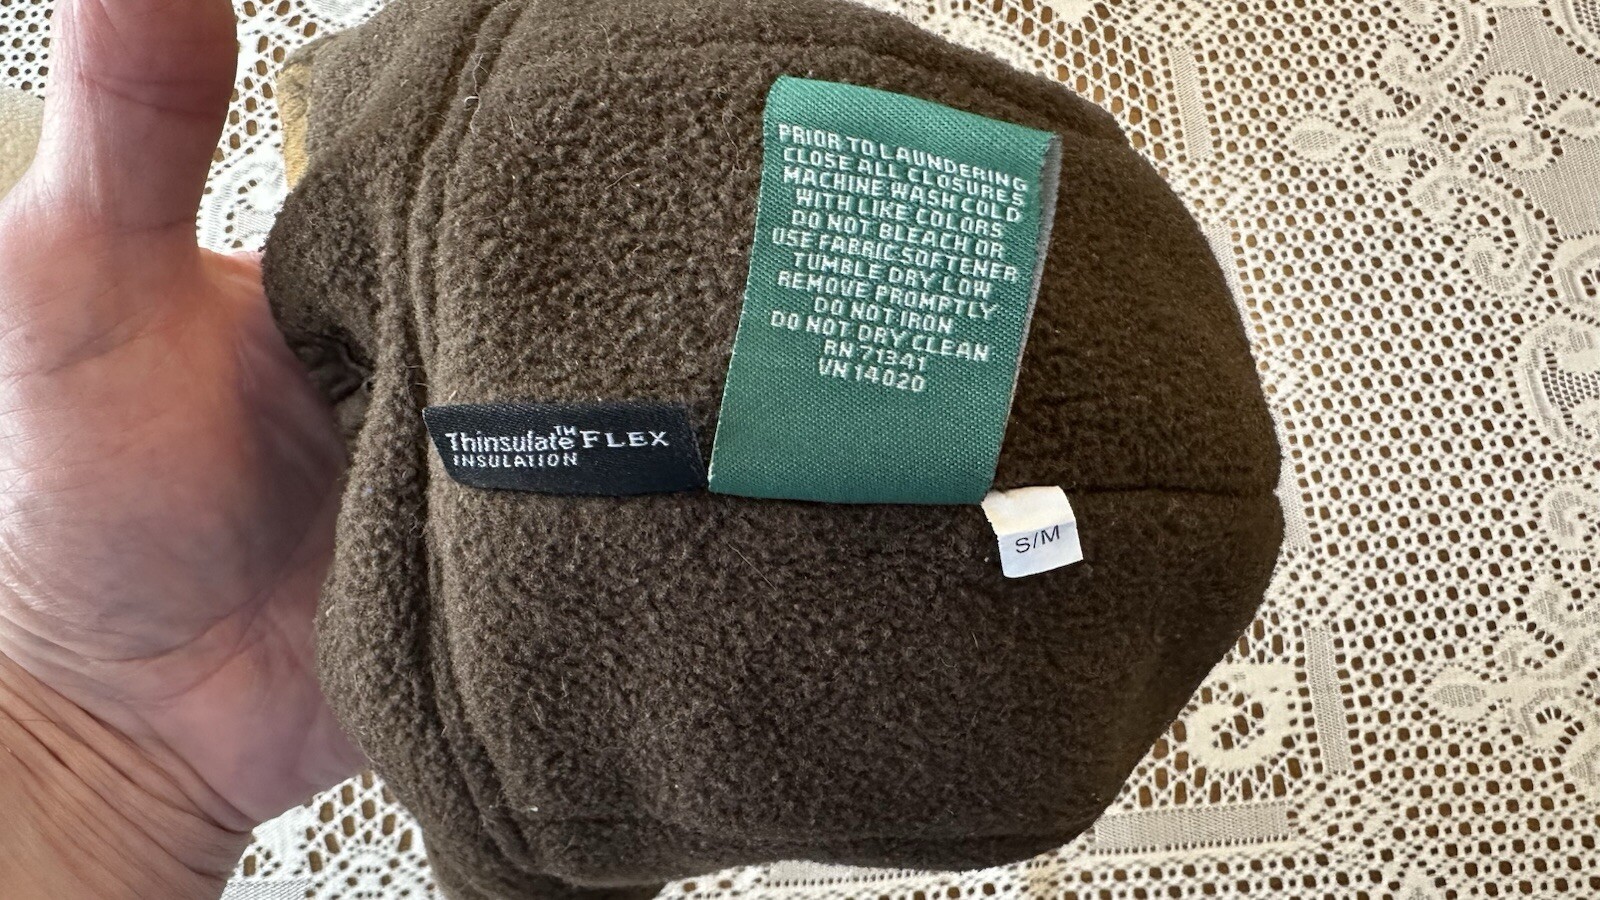 PRIOR TO LAUNDERING
CLOSE ALL CLOSURES
MACHINE WASH COLD
WITH LIKE COLORS
DO NOT BLEACH OR
USE FABRIC SOFTENER
TUMBLE DRY LOW
REMOVE PROMPTLY
DO NOT IRON
DO NOT DRY CLEAN
RN 71341
VN 14020
Thinsulate™ FLEX
INSULATION
S/M